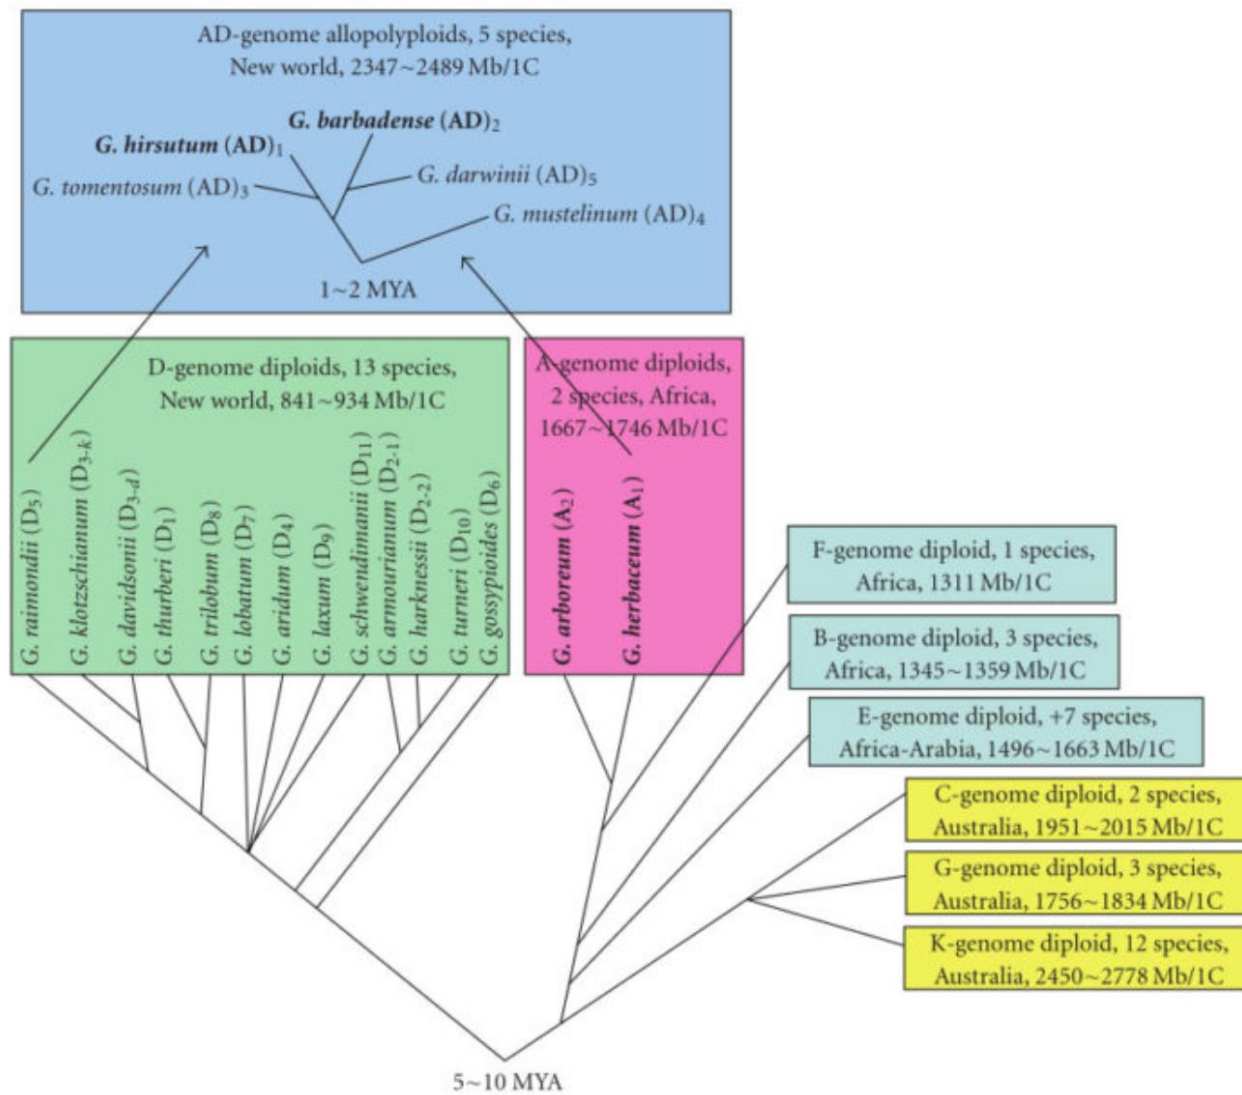 AD-genome allopolyploids, 5 species,
New world, 2347~2489 Mb/1C
G. barbadense (AD)₂
G. hirsutum (AD)₁
G. tomentosum (AD)₃
G. darwinii (AD)₅
G. mustelinum (AD)₄
1~2 MYA
D-genome diploids, 13 species,
New world, 841~934 Mb/1C
G. raimondii (D₅)
G. klotzschianum (D₃₋ₖ)
G. davidsonii (D₃₋d)
G. thurberi (D₁)
G. trilobum (D₈)
G. lobatum (D₇)
G. aridum (D₄)
G. laxum (D₉)
G. schwendimanii (D₁₁)
G. armourianum (D₂₋₁)
G. harknessii (D₂₋₂)
G. turneri (D₁₀)
G. gossypioides (D₆)
A-genome diploids,
2 species, Africa,
1667~1746 Mb/1C
G. arboreum (A₂)
G. herbaceum (A₁)
F-genome diploid, 1 species,
Africa, 1311 Mb/1C
B-genome diploid, 3 species,
Africa, 1345~1359 Mb/1C
E-genome diploid, +7 species,
Africa-Arabia, 1496~1663 Mb/1C
C-genome diploid, 2 species,
Australia, 1951~2015 Mb/1C
G-genome diploid, 3 species,
Australia, 1756~1834 Mb/1C
K-genome diploid, 12 species,
Australia, 2450~2778 Mb/1C
5~10 MYA